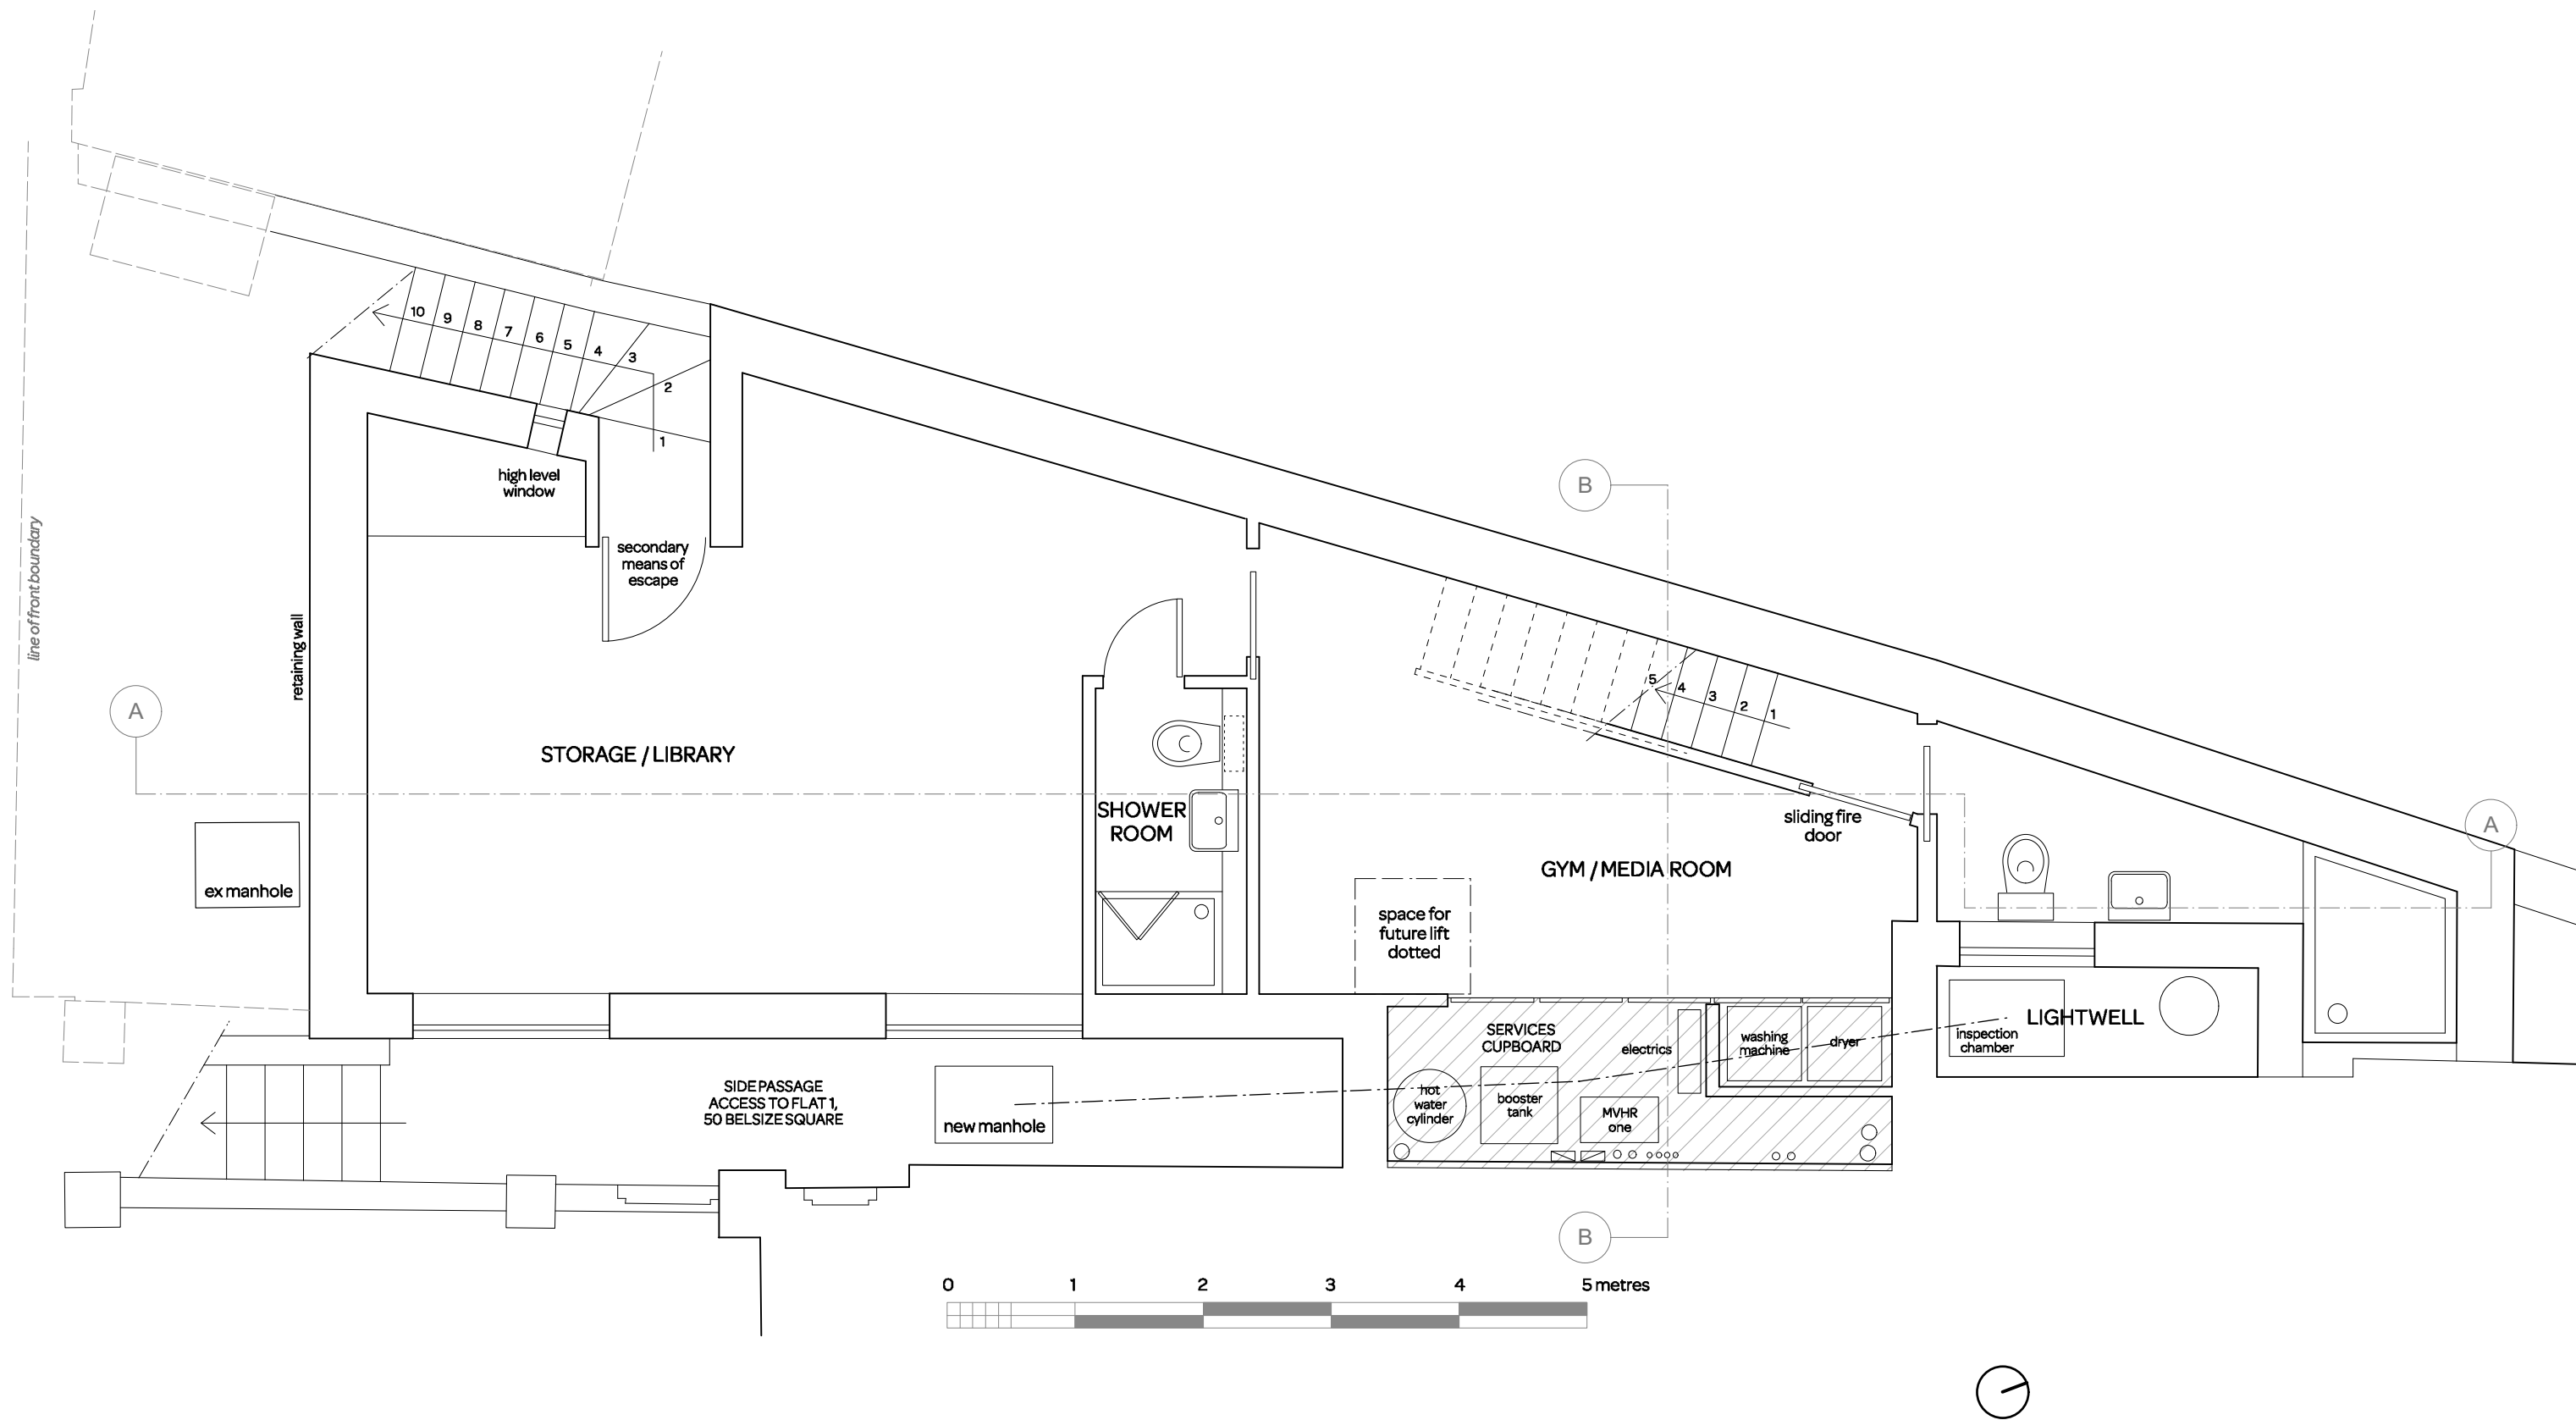 10
9
8
7
6
5
4
3
2
1
high level
window
secondary
means of
escape
line of front boundary
retaining wall
A
B
STORAGE / LIBRARY
SHOWER
ROOM
5
4
3
2
1
sliding fire
door
A
GYM / MEDIA ROOM
ex manhole
space for
future lift
dotted
SERVICES
CUPBOARD
electrics
washing
machine
dryer
LIGHTWELL
inspection
chamber
hot
water
cylinder
booster
tank
MVHR
one
SIDE PASSAGE
ACCESS TO FLAT 1,
50 BELSIZE SQUARE
new manhole
B
0 1 2 3 4 5 metres